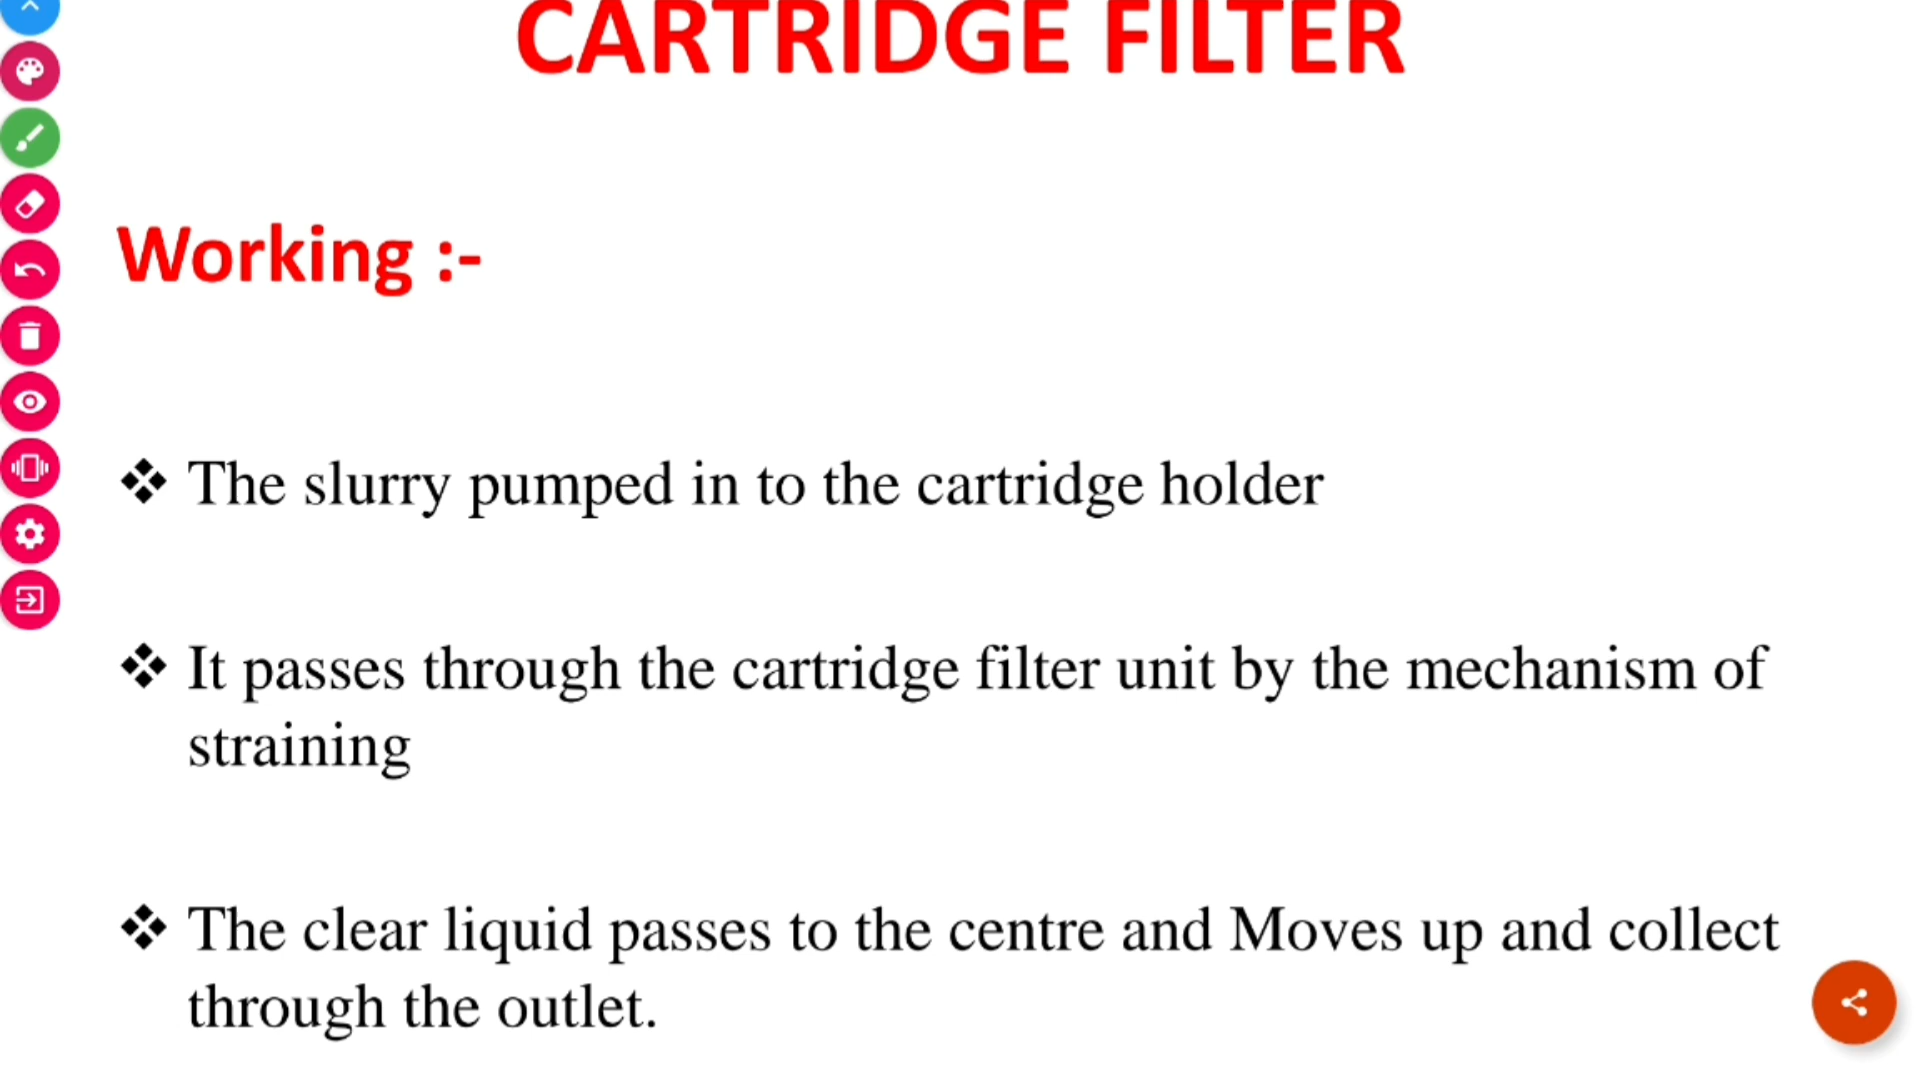 CARTRIDGE FILTER
Working :-
❖ The slurry pumped in to the cartridge holder
❖ It passes through the cartridge filter unit by the mechanism of
straining
❖ The clear liquid passes to the centre and Moves up and collect
through the outlet.